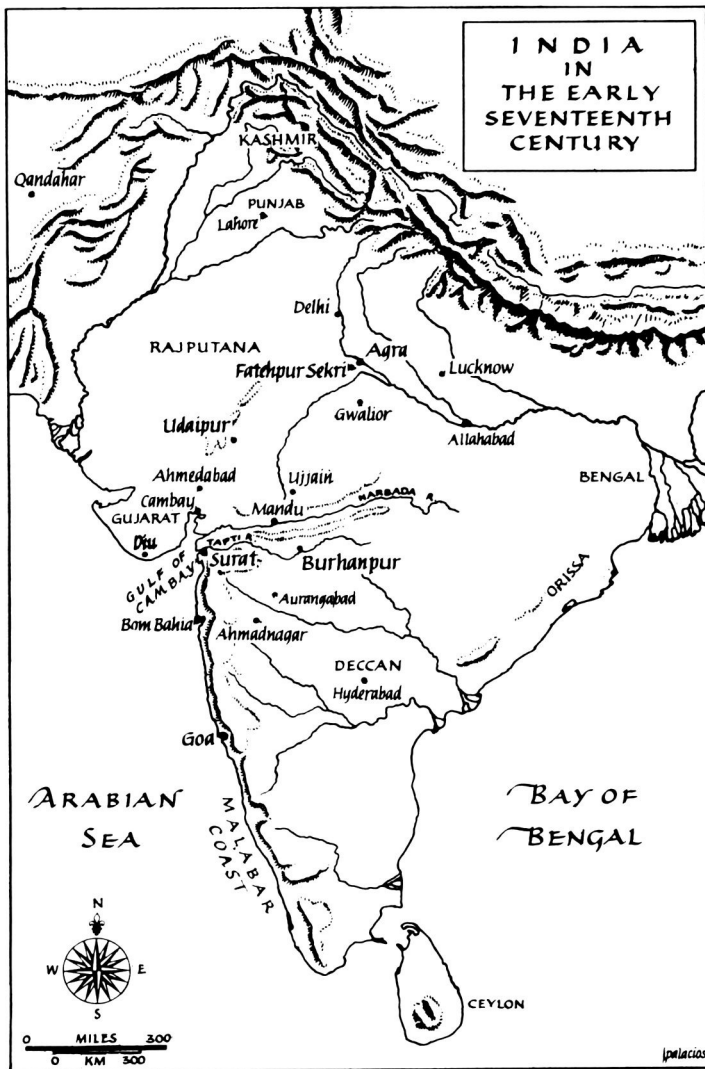 INDIA
IN
THE EARLY
SEVENTEENTH
CENTURY
KASHMIR
Qandahar
PUNJAB
Lahore
Delhi
RAJPUTANA
Agra
Fatehpur Sekri
Lucknow
Gwalior
Udaipur
Allahabad
Ahmedabad
Ujjain
BENGAL
Cambay
NARBADA R.
GUJARAT
Mandu
Diu
TAPTI R.
Surat
Burhanpur
GULF OF
CAMBAY
ORISSA
Aurangabad
Bom Bahia
Ahmadnagar
DECCAN
Hyderabad
Goa
ARABIAN
SEA
MALABAR
COAST
BAY OF
BENGAL
N
W
E
S
CEYLON
0 MILES 300
0 KM 300
palacios